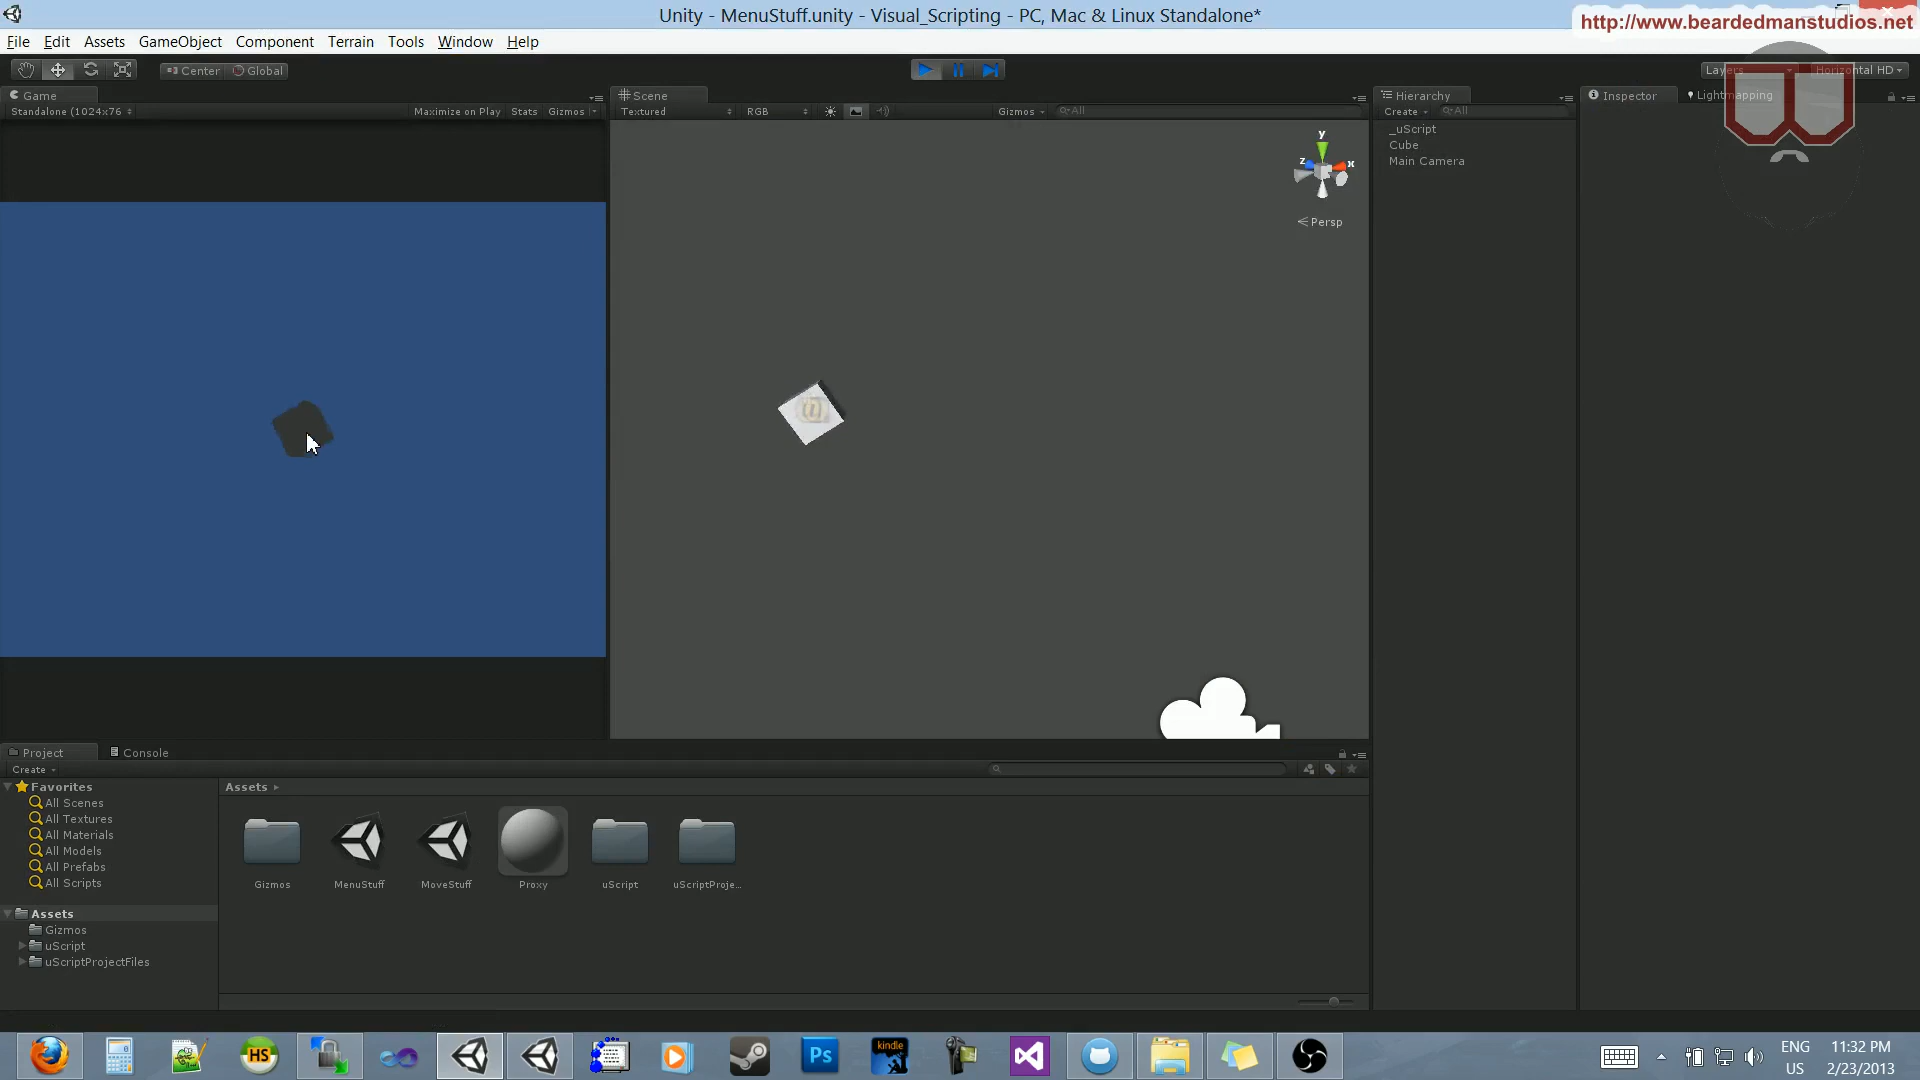 Unity - MenuStuff.unity - Visual_Scripting - PC, Mac & Linux Standalone*
http://www.beardedmanstudios.net
File Edit Assets GameObject Component Terrain Tools Window Help
Center Global
Layers Horizontal HD
Game
Scene
Hierarchy
Inspector Lightmapping
Standalone (1024x76 Maximize on Play Stats Gizmos
Textured RGB Gizmos All
Create All
_uScript
Cube
Main Camera
y
z x
Persp
@
Project Console
Create
Favorites
All Scenes
All Textures
All Materials
All Models
All Prefabs
All Scripts
Assets
Gizmos
uScript
uScriptProjectFiles
Assets
Gizmos MenuStuff MoveStuff Proxy uScript uScriptProje...
HS
Ps
kindle
ENG
US
11:32 PM
2/23/2013